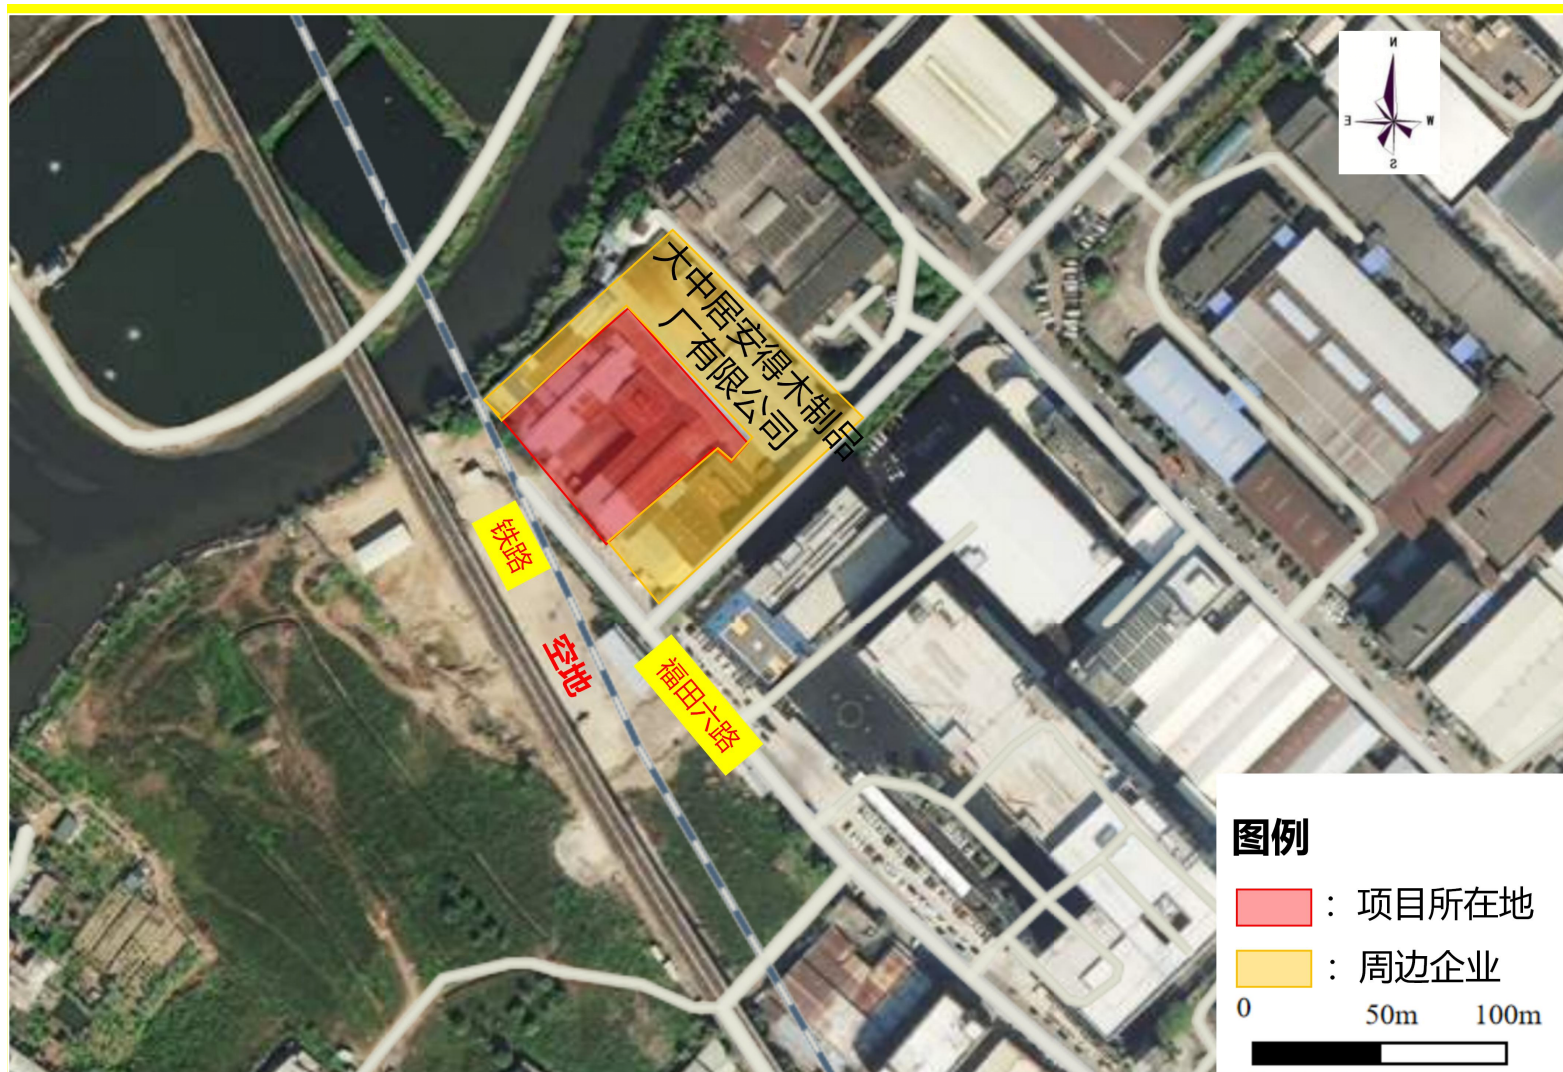 N
E
W
S
大中居安得木制品
厂有限公司
铁路
空地
福田六路
图例
：项目所在地
：周边企业
0 50m 100m